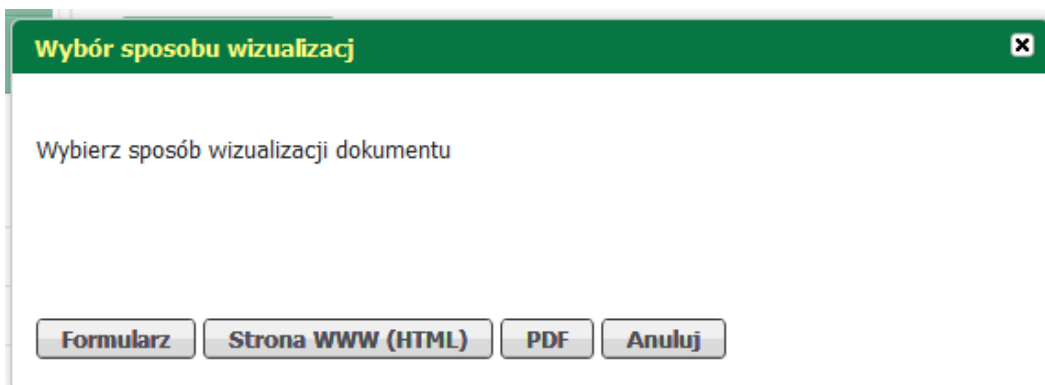 Wybór sposobu wizualizacj
Wybierz sposób wizualizacji dokumentu
Formularz Strona WWW (HTML) PDF Anuluj